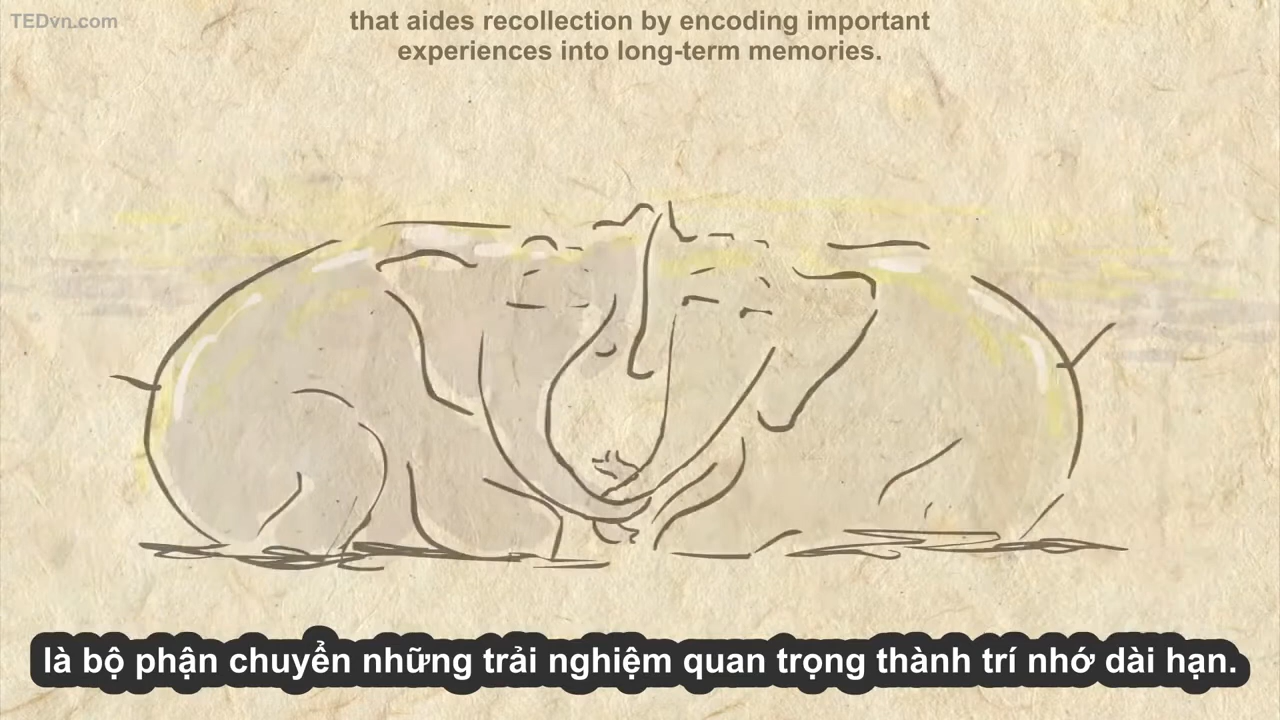 TEDvn.com
that aides recollection by encoding important
experiences into long-term memories.
là bộ phận chuyển những trải nghiệm quan trọng thành trí nhớ dài hạn.